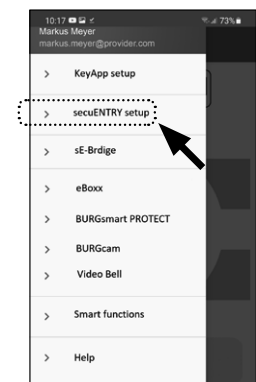 10:17
73%
Markus Meyer
markus.meyer@provider.com
KeyApp setup
secuENTRY setup
sE-Brdige
eBoxx
BURGsmart PROTECT
BURGcam
Video Bell
Smart functions
Help